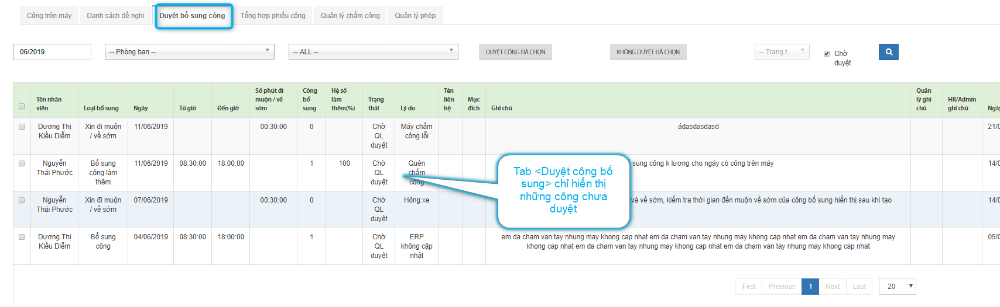 Công trên máy Danh sách đề nghị Duyệt bổ sung công Tổng hợp phiếu công Quản lý chấm công Quản lý phép
06/2019 -- Phòng ban -- -- ALL -- DUYỆT CÔNG ĐÃ CHỌN KHÔNG DUYỆT ĐÃ CHỌN -- Trang t... Chờ
duyệt
Tên nhân
viên
Loại bổ sung
Ngày
Từ giờ
Đến giờ
Số phút đi
muộn / về
sớm
Công
bổ
sung
Hệ số
làm
thêm(%)
Trạng
thái
Lý do
Tên
liên
hệ
Mục
đích
Ghi chú
Quản
lý ghi
chú
HR/Admin
ghi chú
Ngày
Dương Thị
Kiều Diễm
Xin đi muộn
/ về sớm
11/06/2019
00:30:00
0
Chờ
QL
duyệt
Máy chấm
công lỗi
ádasdasdasd
21/0
Nguyễn
Thái Phước
Bổ sung
công làm
thêm
11/06/2019
08:30:00
18:00:00
1
100
Chờ
QL
duyệt
Quên
chấm
công
sung công k lương cho ngày có công trên máy
14/0
Nguyễn
Thái Phước
Xin đi muộn
/ về sớm
07/06/2019
00:30:00
0
Chờ
QL
duyệt
Hỏng xe
và về sớm, kiểm tra thời gian đến muộn về sớm của công bổ sung hiển thị sau khi tạo
14/0
Dương Thị
Kiều Diễm
Bổ sung
công
04/06/2019
08:30:00
18:00:00
1
Chờ
QL
duyệt
ERP
không cập
nhật
em da cham van tay nhung may khong cap nhat em da cham van tay nhung may khong cap nhat em da cham van tay nhung may
khong cap nhat em da cham van tay nhung may khong cap nhat em da cham van tay nhung may khong cap nhat
05/0
Tab <Duyệt công bổ
sung> chỉ hiển thị
những công chưa
duyệt
First Previous 1 Next Last 20